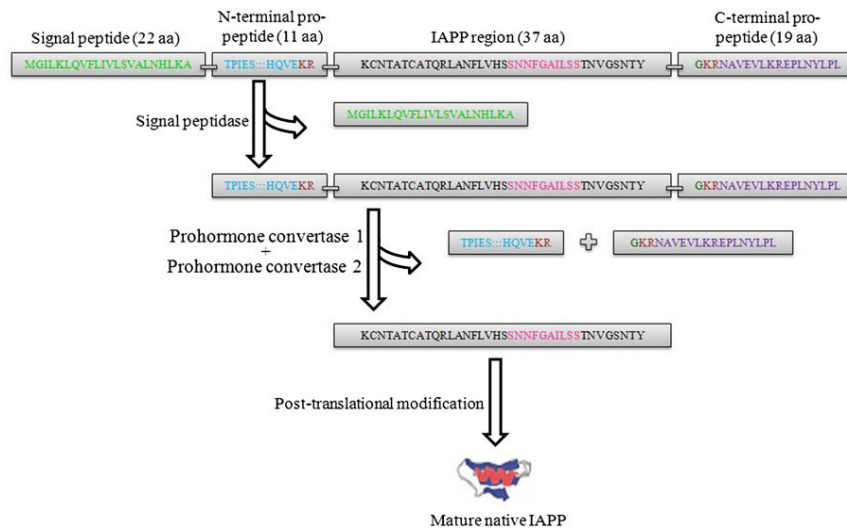 Signal peptide (22 aa)
N-terminal pro-
peptide (11 aa)
IAPP region (37 aa)
C-terminal pro-
peptide (19 aa)
MGILKLQVFLIVLSVALNHLKA
TPIES:::HQVEKR
KCNTATCATQRLANFLVHSSNNFGAILSSTNVGSNTY
GKRNAVEVLKREPLNYLPL
Signal peptidase
MGILKLQVFLIVLSVALNHLKA
TPIES:::HQVEKR
KCNTATCATQRLANFLVHSSNNFGAILSSTNVGSNTY
GKRNAVEVLKREPLNYLPL
Prohormone convertase 1
+
Prohormone convertase 2
TPIES:::HQVEKR
GKRNAVEVLKREPLNYLPL
KCNTATCATQRLANFLVHSSNNFGAILSSTNVGSNTY
Post-translational modification
Mature native IAPP